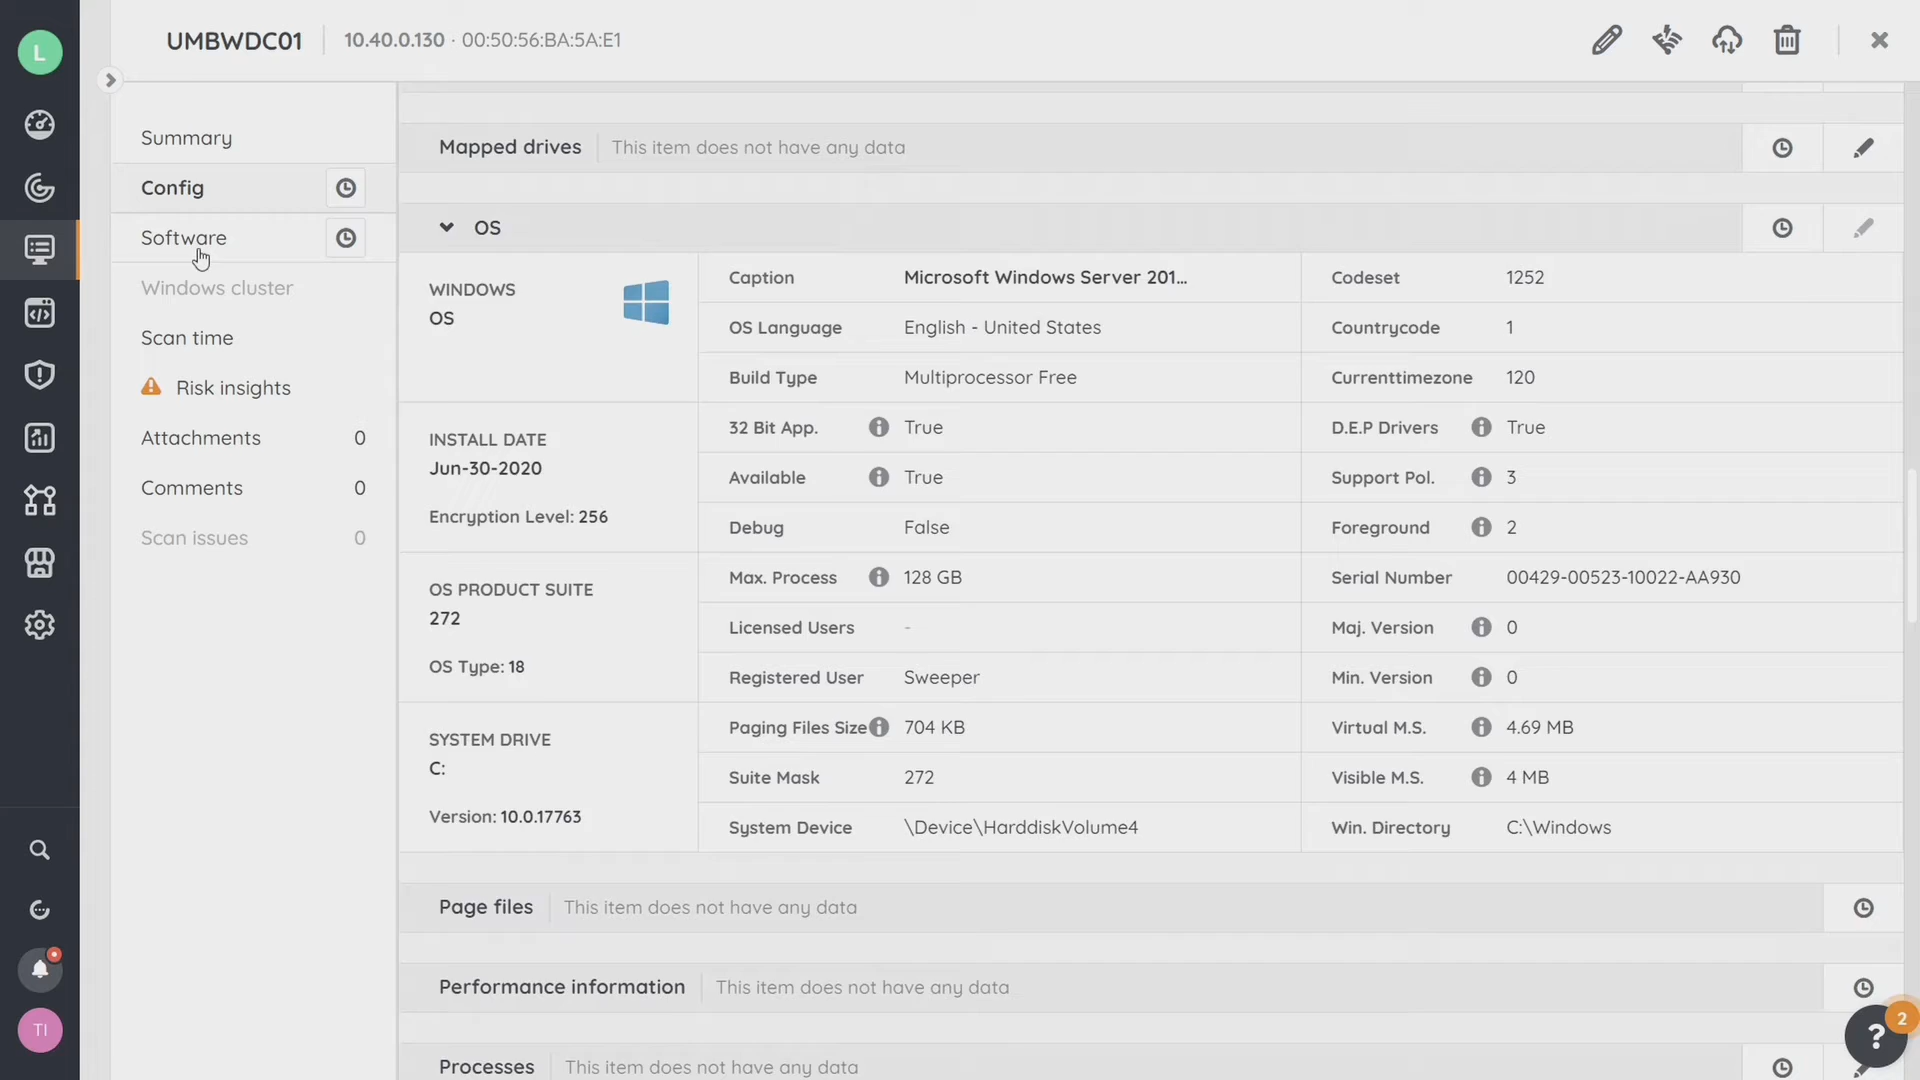 L
UMBWDC01
10.40.0.130 · 00:50:56:BA:5A:E1
Summary
Config
Software
Windows cluster
Scan time
Risk insights
Attachments 0
Comments 0
Scan issues 0
Mapped drives This item does not have any data
OS
WINDOWS
OS
INSTALL DATE
Jun-30-2020
Encryption Level: 256
OS PRODUCT SUITE
272
OS Type: 18
SYSTEM DRIVE
C:
Version: 10.0.17763
Caption Microsoft Windows Server 201...
OS Language English - United States
Build Type Multiprocessor Free
32 Bit App. True
Available True
Debug False
Max. Process 128 GB
Licensed Users -
Registered User Sweeper
Paging Files Size 704 KB
Suite Mask 272
System Device \Device\HarddiskVolume4
Codeset 1252
Countrycode 1
Currenttimezone 120
D.E.P Drivers True
Support Pol. 3
Foreground 2
Serial Number 00429-00523-10022-AA930
Maj. Version 0
Min. Version 0
Virtual M.S. 4.69 MB
Visible M.S. 4 MB
Win. Directory C:\Windows
Page files This item does not have any data
Performance information This item does not have any data
Processes This item does not have any data
TI
2
?